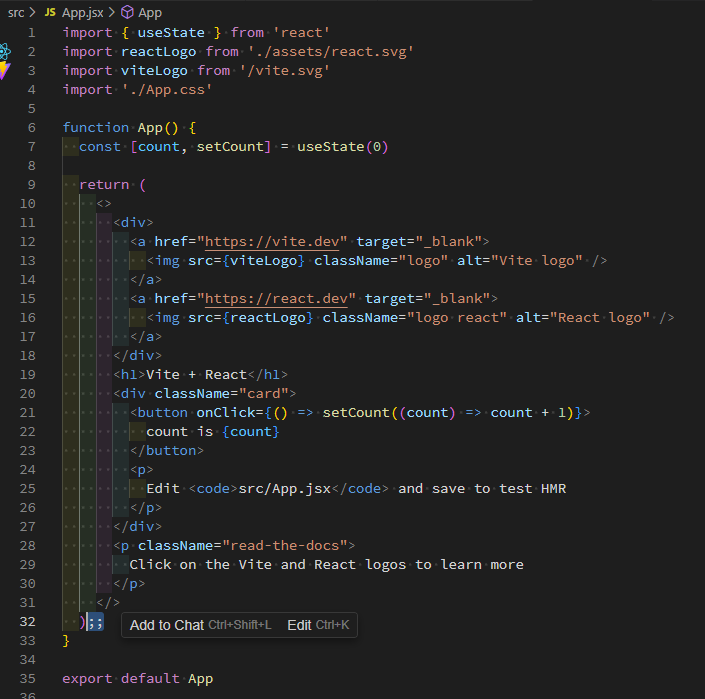 src > JS App.jsx > App
1 import { useState } from 'react'
2 import reactLogo from './assets/react.svg'
3 import viteLogo from '/vite.svg'
4 import './App.css'
5
6 function App() {
7   const [count, setCount] = useState(0)
8
9   return (
10     <>
11       <div>
12         <a href="https://vite.dev" target="_blank">
13           <img src={viteLogo} className="logo" alt="Vite logo" />
14         </a>
15         <a href="https://react.dev" target="_blank">
16           <img src={reactLogo} className="logo react" alt="React logo" />
17         </a>
18       </div>
19       <h1>Vite + React</h1>
20       <div className="card">
21         <button onClick={() => setCount((count) => count + 1)}>
22           count is {count}
23         </button>
24         <p>
25           Edit <code>src/App.jsx</code> and save to test HMR
26         </p>
27       </div>
28       <p className="read-the-docs">
29         Click on the Vite and React logos to learn more
30       </p>
31     </>
32   );; Add to Chat Ctrl+Shift+L Edit Ctrl+K
33 }
34
35 export default App
36